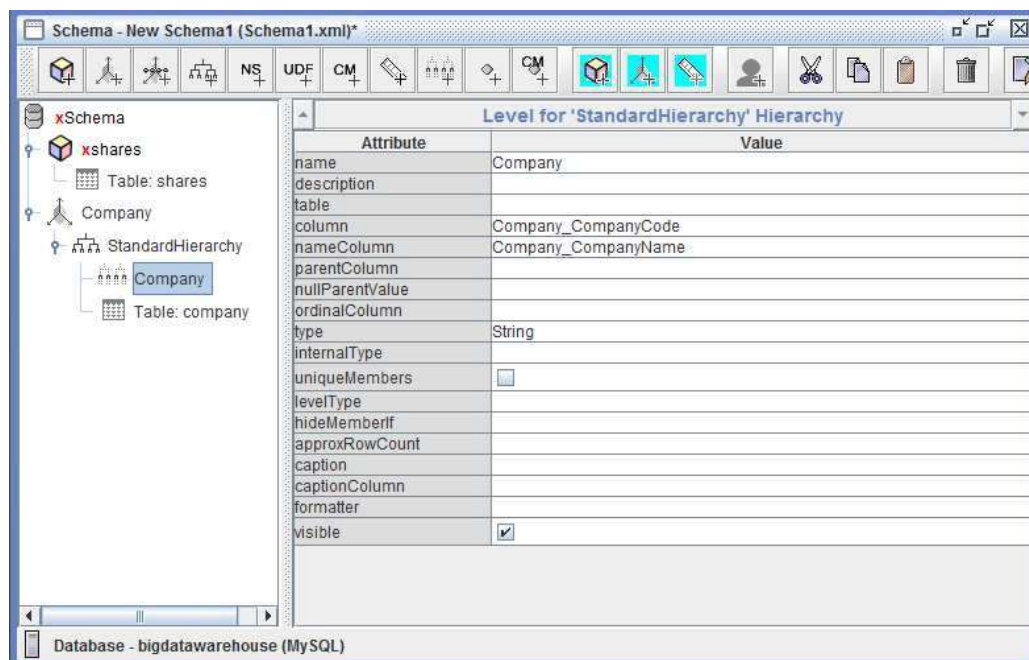 Schema - New Schema1 (Schema1.xml)*
NS UDF CM CM
Schema
shares
Table: shares
Company
StandardHierarchy
Company
Table: company
Level for 'StandardHierarchy' Hierarchy
Attribute Value
name Company
description
table
column Company_CompanyCode
nameColumn Company_CompanyName
parentColumn
nullParentValue
ordinalColumn
type String
internalType
uniqueMembers
levelType
hideMemberIf
approxRowCount
caption
captionColumn
formatter
visible
Database - bigdatawarehouse (MySQL)